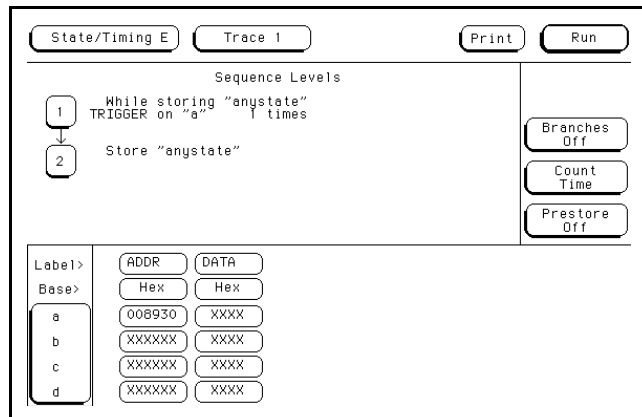 State/Timing E Trace 1 Print Run
Sequence Levels
1 While storing "anystate"
TRIGGER on "a" 1 times
2 Store "anystate"
Branches
Off
Count
Time
Prestore
Off
Label> ADDR DATA
Base> Hex Hex
a 008930 XXXX
b XXXXXX XXXX
c XXXXXX XXXX
d XXXXXX XXXX